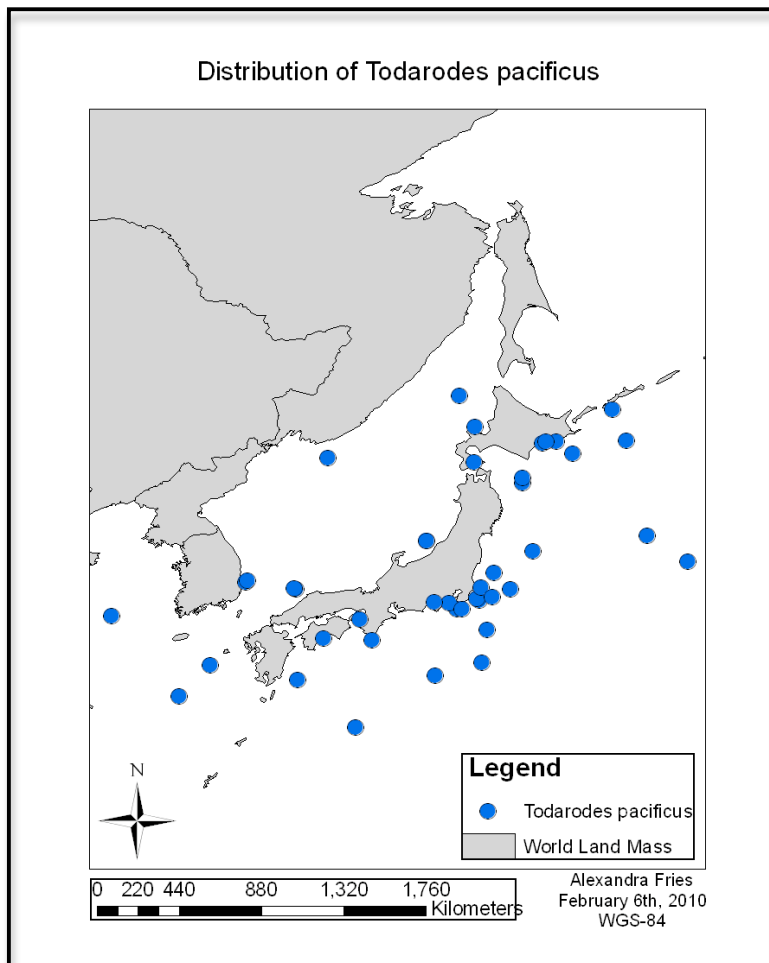 Distribution of Todarodes pacificus
N
Legend
Todarodes pacificus
World Land Mass
0 220 440 880 1,320 1,760
Kilometers
Alexandra Fries
February 6th, 2010
WGS-84